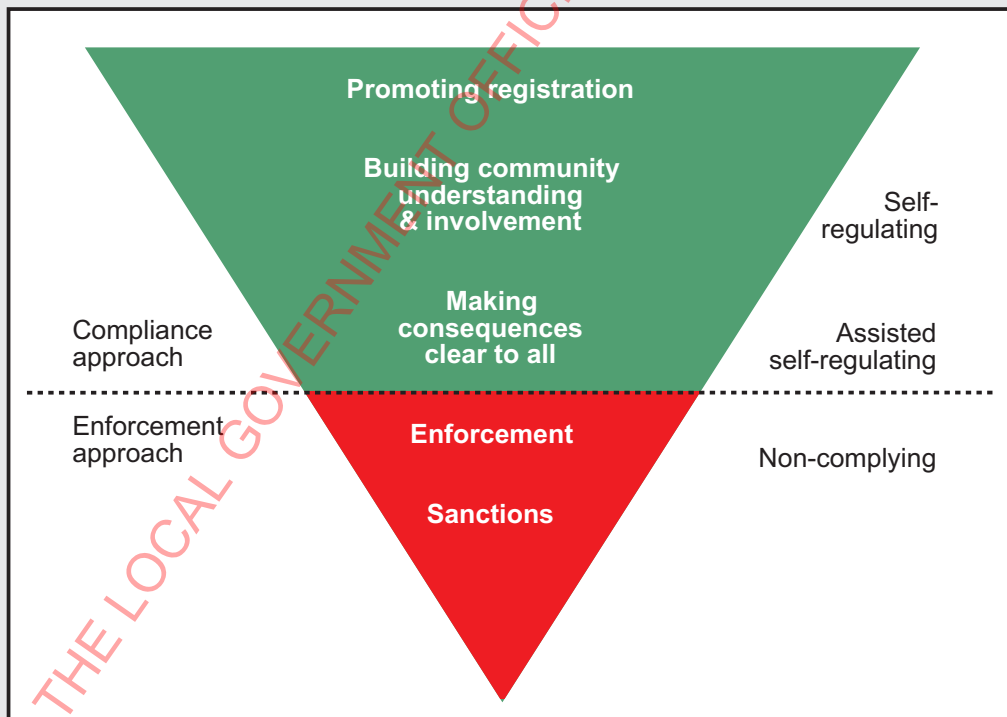 Promoting registration
Building community
understanding
& involvement
Self-
regulating
Making
consequences
clear to all
Compliance
approach
Assisted
self-regulating
Enforcement
approach
Enforcement
Non-complying
Sanctions
THE LOCAL GOVERNMENT OFFIC